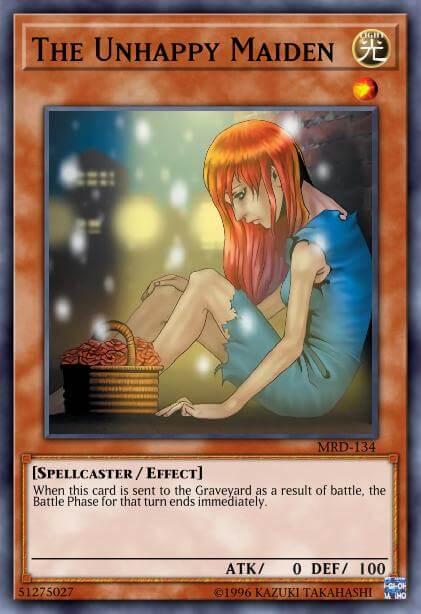 THE UNHAPPY MAIDEN
LIGHT
光
MRD-134
[SPELLCASTER / EFFECT]
When this card is sent to the Graveyard as a result of battle, the
Battle Phase for that turn ends immediately.
ATK/ 0 DEF/ 100
51275027
©1996 KAZUKI TAKAHASHI